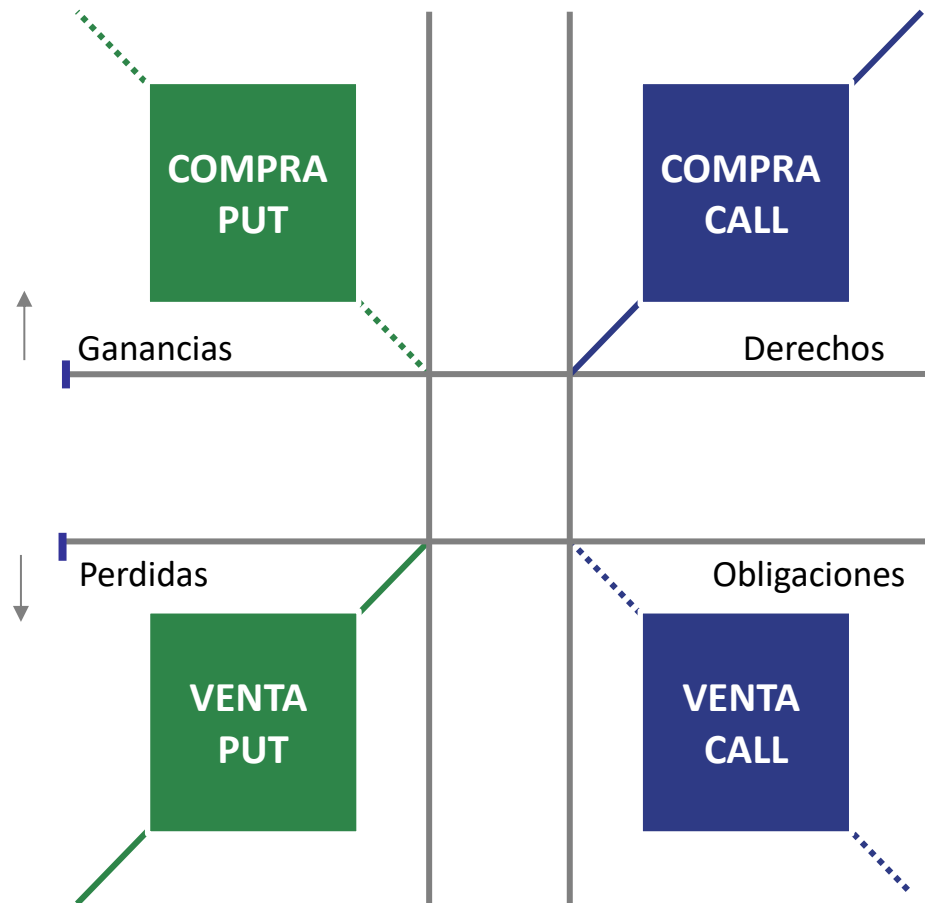 COMPRA
PUT
COMPRA
CALL
Ganancias
Derechos
Perdidas
Obligaciones
VENTA
PUT
VENTA
CALL